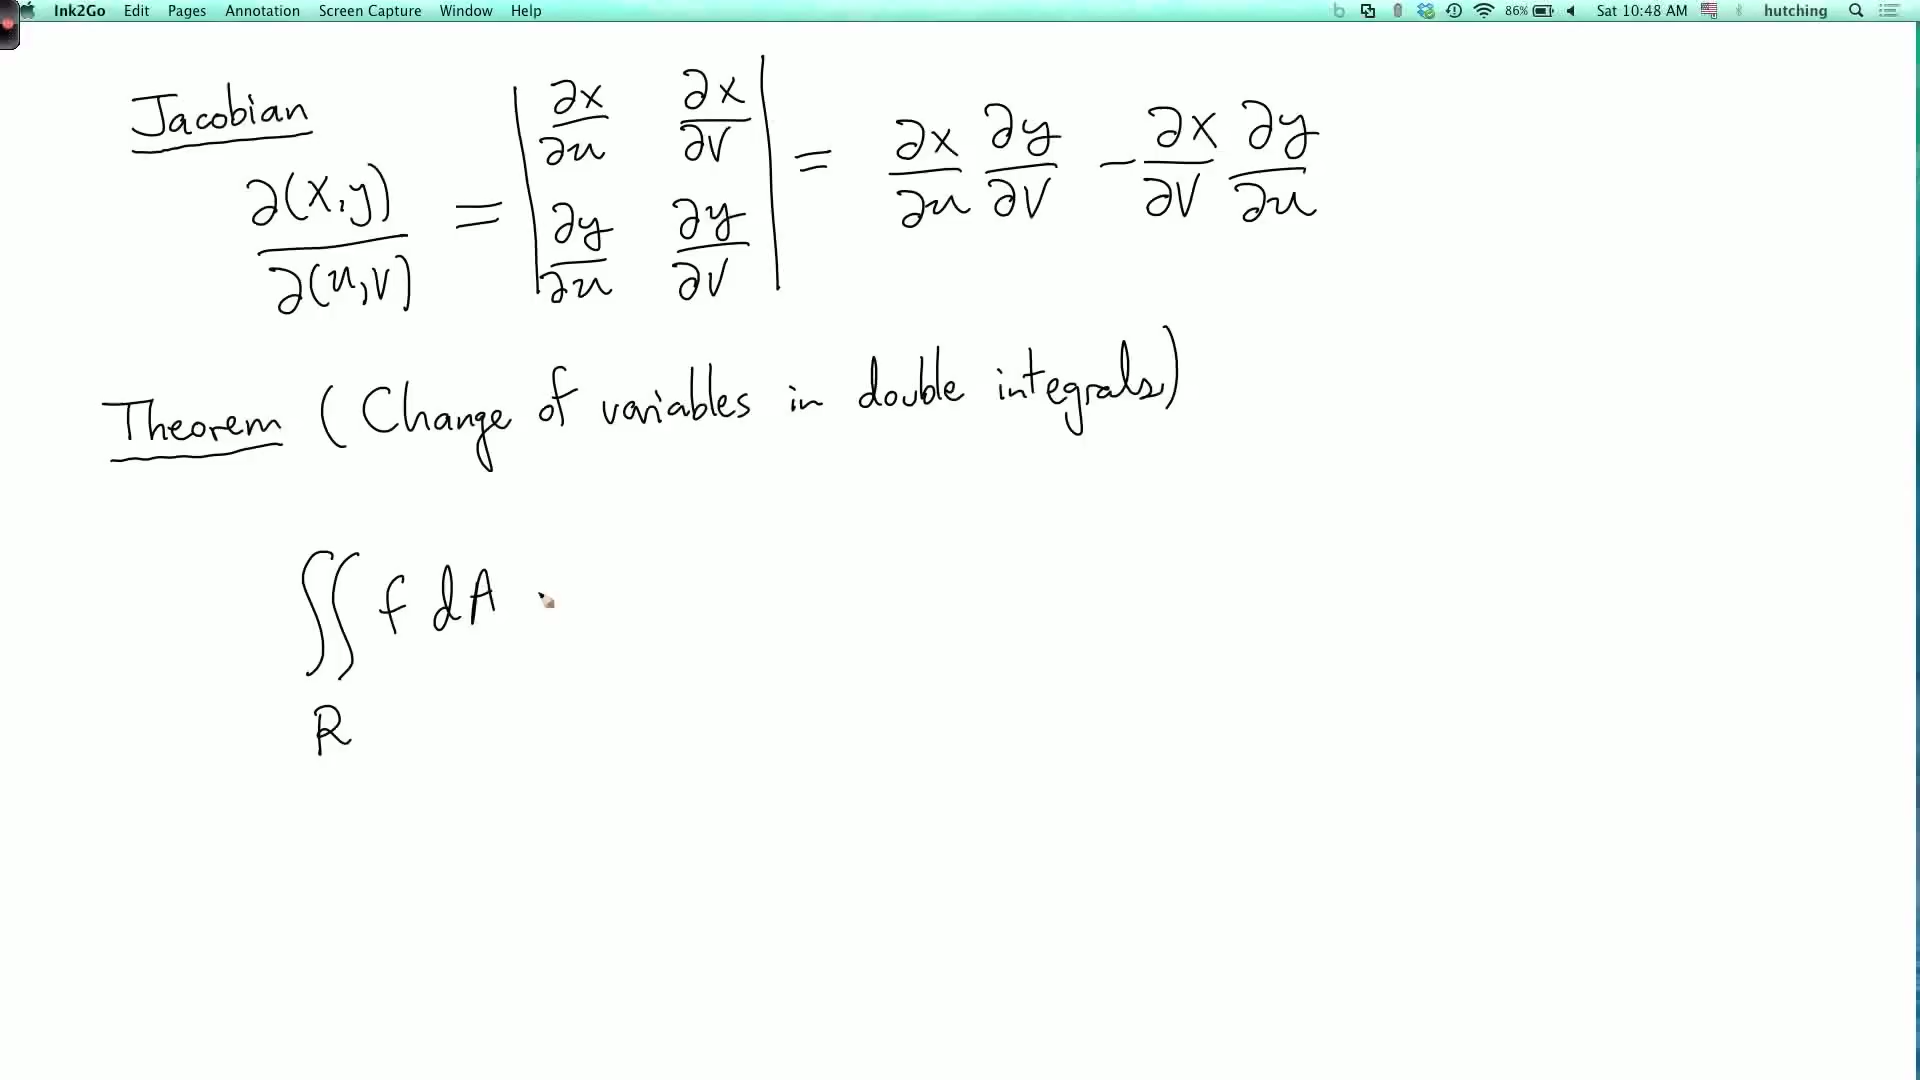 Ink2Go Edit Pages Annotation Screen Capture Window Help 86% Sat 10:48 AM hutching
Jacobian
∂(x,y)/∂(u,v) = | ∂x/∂u ∂x/∂v ; ∂y/∂u ∂y/∂v | = ∂x/∂u ∂y/∂v - ∂x/∂v ∂y/∂u
Theorem (Change of variables in double integrals)
∬ f dA
R